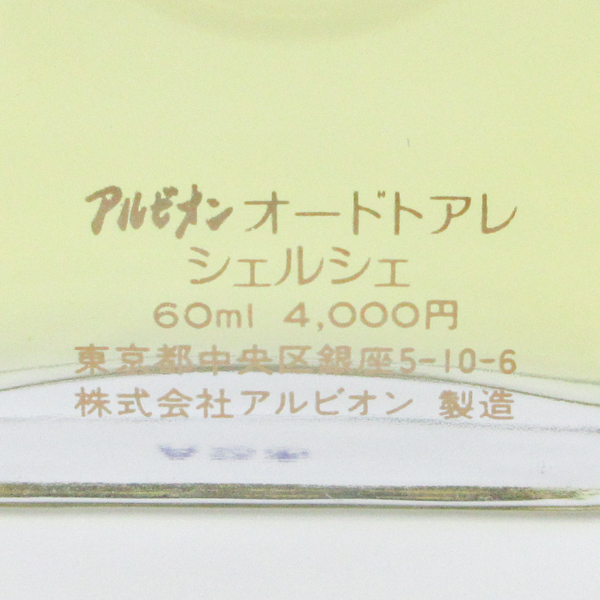 アルビオン オードトアレ
シェルシェ
60ml 4,000円
東京都中央区銀座5-10-6
株式会社アルビオン 製造